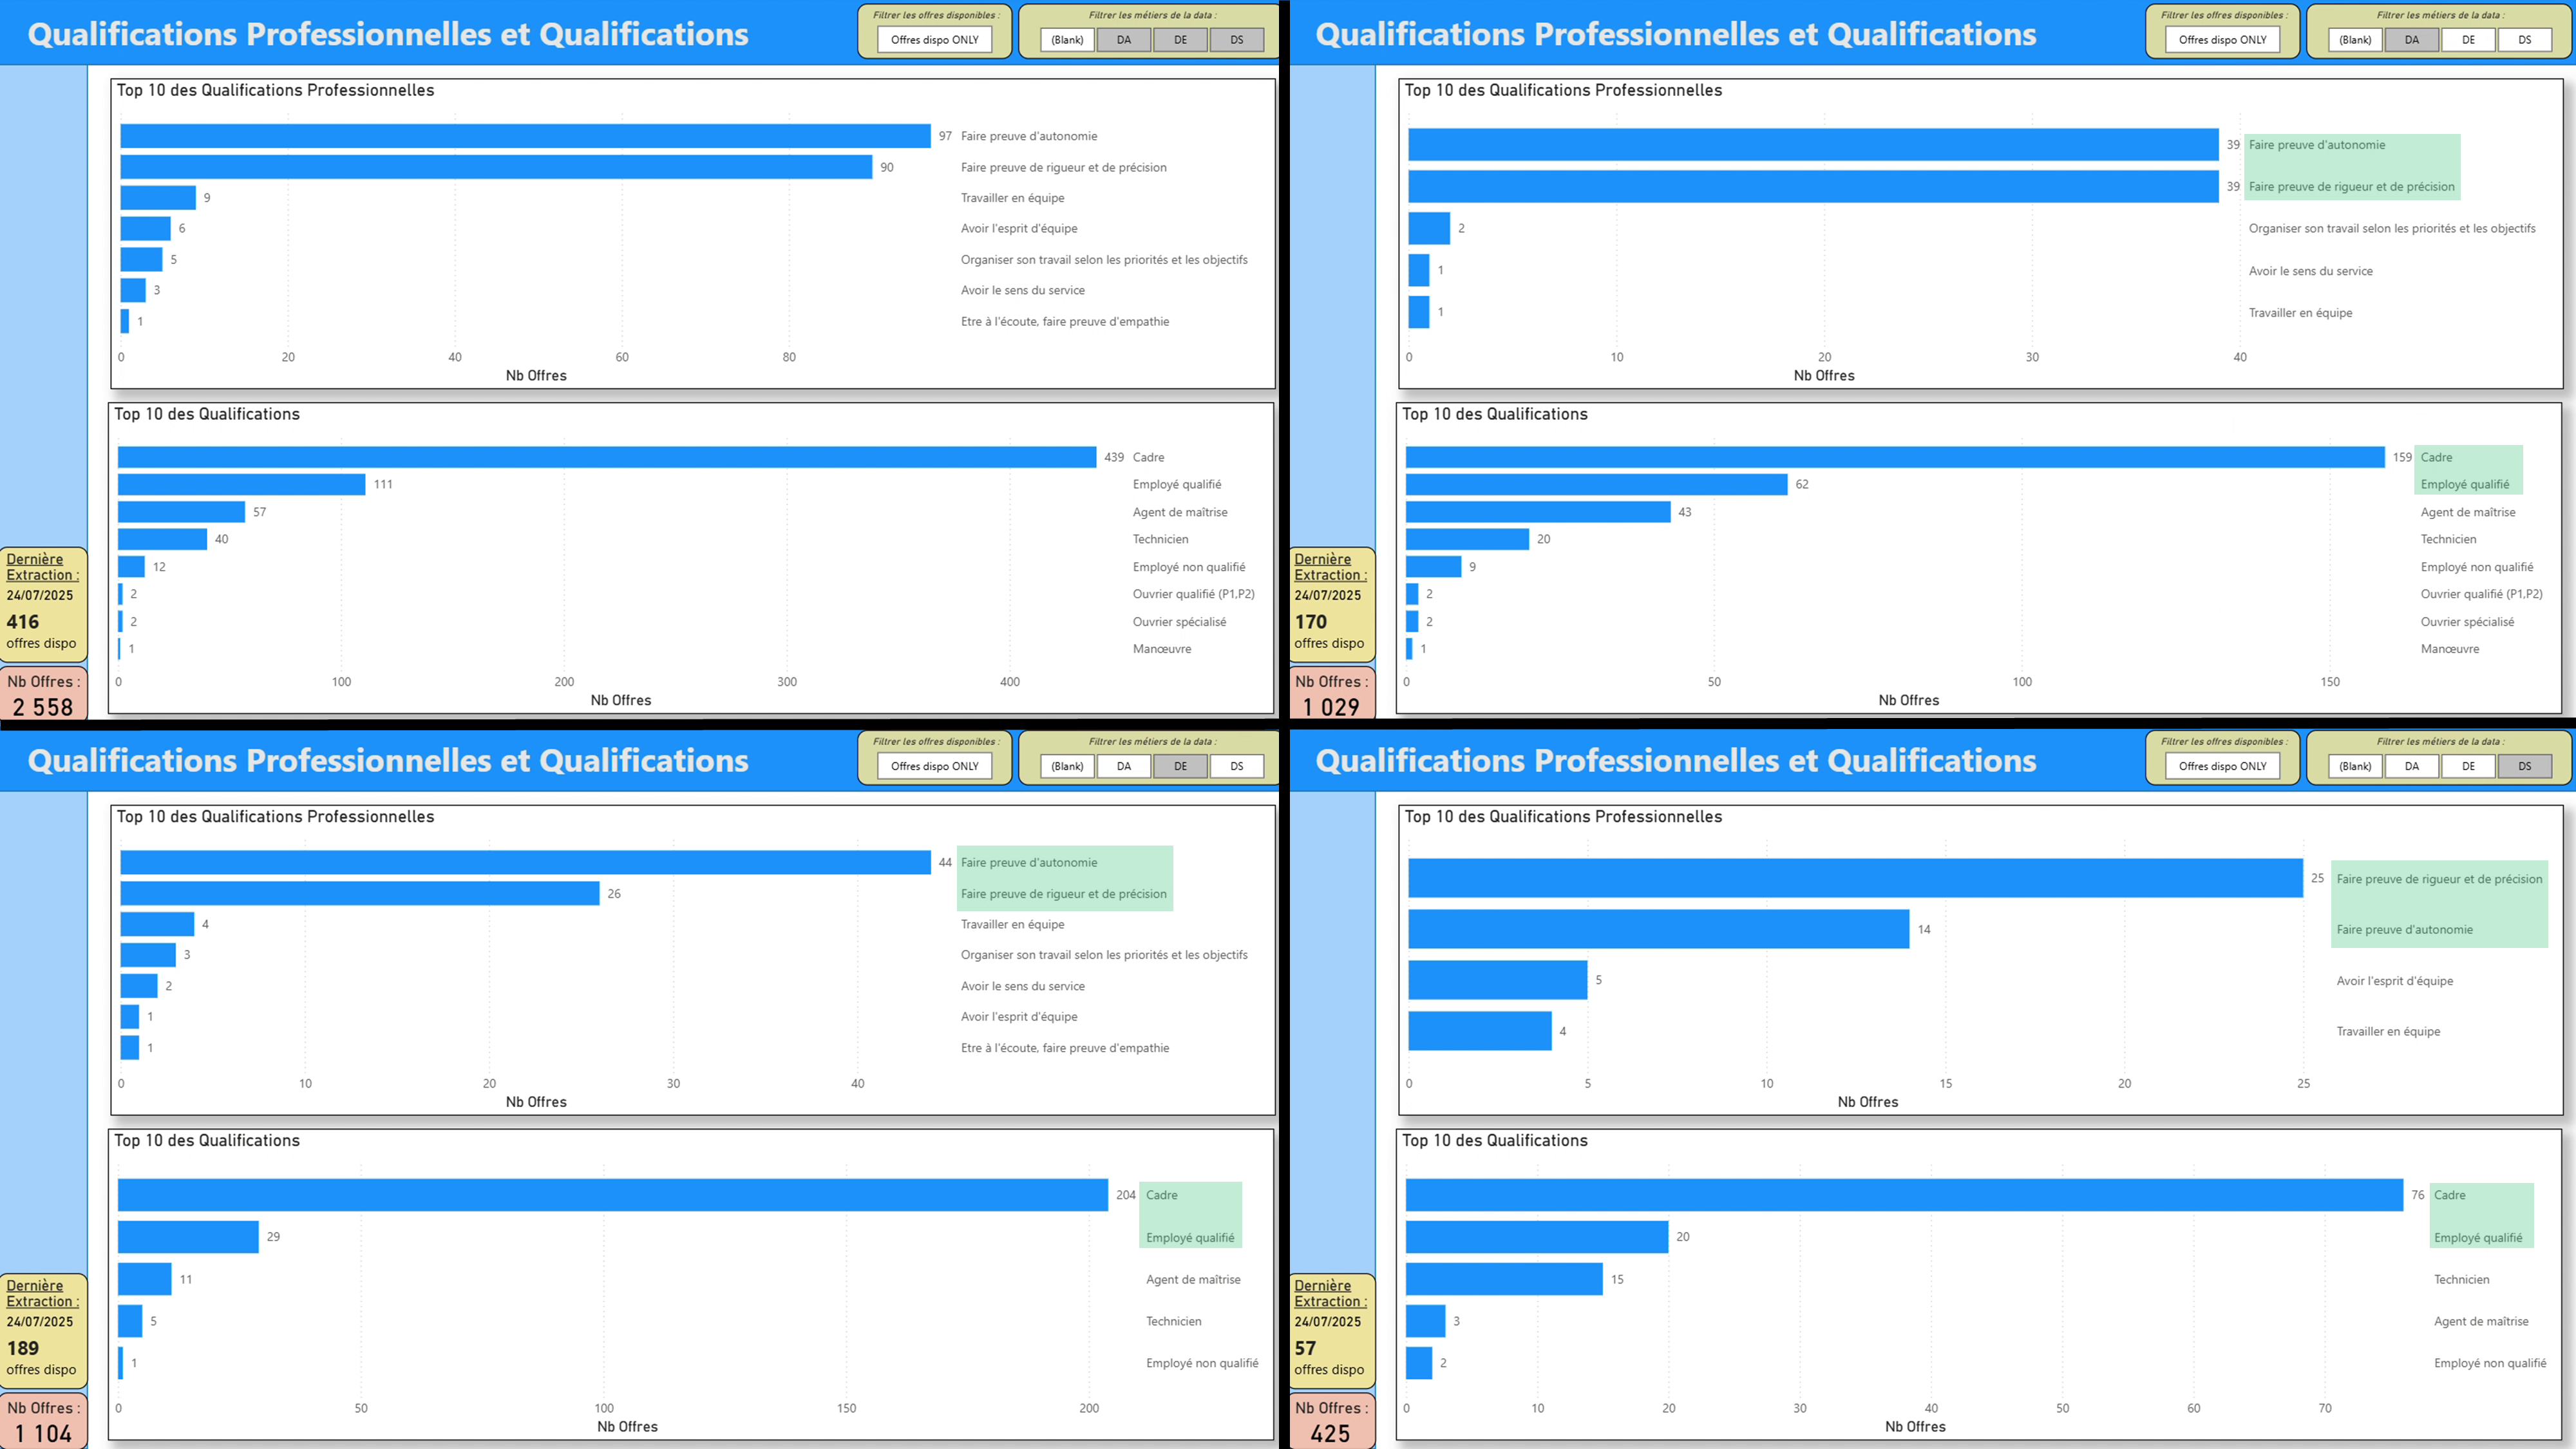 Qualifications Professionnelles et Qualifications
Filtrer les offres disponibles :
Offres dispo ONLY
Filtrer les métiers de la data :
(Blank) DA DE DS
Top 10 des Qualifications Professionnelles
97 Faire preuve d'autonomie
90 Faire preuve de rigueur et de précision
9 Travailler en équipe
6 Avoir l'esprit d'équipe
5 Organiser son travail selon les priorités et les objectifs
3 Avoir le sens du service
1 Etre à l'écoute, faire preuve d'empathie
0 20 40 60 80
Nb Offres
Top 10 des Qualifications
439 Cadre
111 Employé qualifié
57 Agent de maîtrise
40 Technicien
12 Employé non qualifié
2 Ouvrier qualifié (P1,P2)
2 Ouvrier spécialisé
1 Manœuvre
0 100 200 300 400
Nb Offres
Dernière
Extraction :
24/07/2025
416
offres dispo
Nb Offres :
2 558
Qualifications Professionnelles et Qualifications
Filtrer les offres disponibles :
Offres dispo ONLY
Filtrer les métiers de la data :
(Blank) DA DE DS
Top 10 des Qualifications Professionnelles
39 Faire preuve d'autonomie
39 Faire preuve de rigueur et de précision
2 Organiser son travail selon les priorités et les objectifs
1 Avoir le sens du service
1 Travailler en équipe
0 10 20 30 40
Nb Offres
Top 10 des Qualifications
159 Cadre
62 Employé qualifié
43 Agent de maîtrise
20 Technicien
9 Employé non qualifié
2 Ouvrier qualifié (P1,P2)
2 Ouvrier spécialisé
1 Manœuvre
0 50 100 150
Nb Offres
Dernière
Extraction :
24/07/2025
170
offres dispo
Nb Offres :
1 029
Qualifications Professionnelles et Qualifications
Filtrer les offres disponibles :
Offres dispo ONLY
Filtrer les métiers de la data :
(Blank) DA DE DS
Top 10 des Qualifications Professionnelles
44 Faire preuve d'autonomie
26 Faire preuve de rigueur et de précision
4 Travailler en équipe
3 Organiser son travail selon les priorités et les objectifs
2 Avoir le sens du service
1 Avoir l'esprit d'équipe
1 Etre à l'écoute, faire preuve d'empathie
0 10 20 30 40
Nb Offres
Top 10 des Qualifications
204 Cadre
29 Employé qualifié
11 Agent de maîtrise
5 Technicien
1 Employé non qualifié
0 50 100 150 200
Nb Offres
Dernière
Extraction :
24/07/2025
189
offres dispo
Nb Offres :
1 104
Qualifications Professionnelles et Qualifications
Filtrer les offres disponibles :
Offres dispo ONLY
Filtrer les métiers de la data :
(Blank) DA DE DS
Top 10 des Qualifications Professionnelles
25 Faire preuve de rigueur et de précision
14 Faire preuve d'autonomie
5 Avoir l'esprit d'équipe
4 Travailler en équipe
0 5 10 15 20 25
Nb Offres
Top 10 des Qualifications
76 Cadre
20 Employé qualifié
15 Technicien
3 Agent de maîtrise
2 Employé non qualifié
0 10 20 30 40 50 60 70
Nb Offres
Dernière
Extraction :
24/07/2025
57
offres dispo
Nb Offres :
425